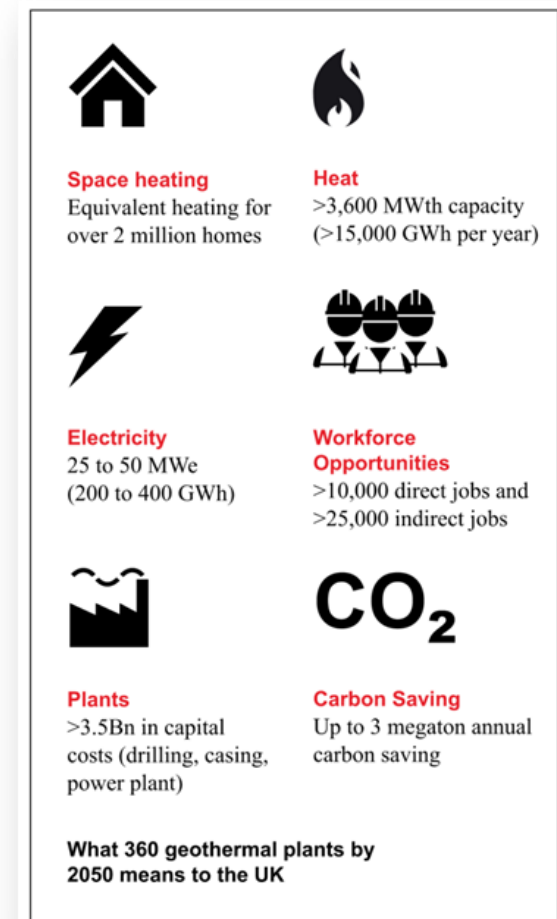 Space heating
Equivalent heating for
over 2 million homes
Heat
>3,600 MWth capacity
(>15,000 GWh per year)
Electricity
25 to 50 MWe
(200 to 400 GWh)
Workforce
Opportunities
>10,000 direct jobs and
>25,000 indirect jobs
Plants
>3.5Bn in capital
costs (drilling, casing,
power plant)
CO₂
Carbon Saving
Up to 3 megaton annual
carbon saving
What 360 geothermal plants by
2050 means to the UK